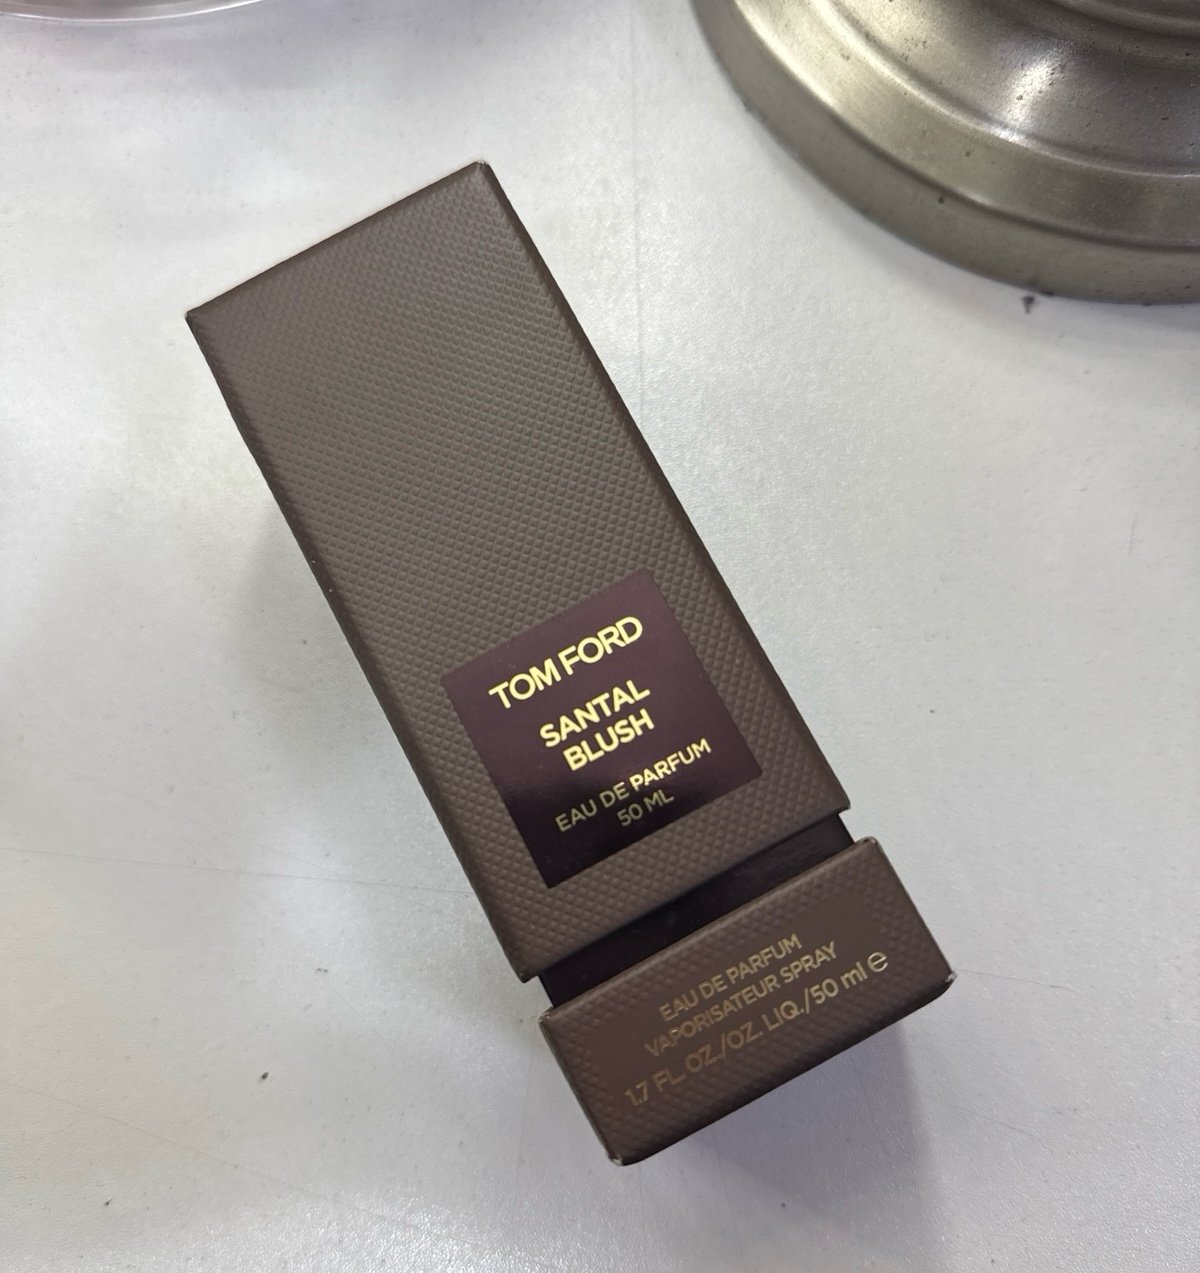 TOM FORD
SANTAL
BLUSH
EAU DE PARFUM
50 ML
EAU DE PARFUM
VAPORISATEUR SPRAY
1.7 FL. OZ./OZ. LIQ./50 ml ℮